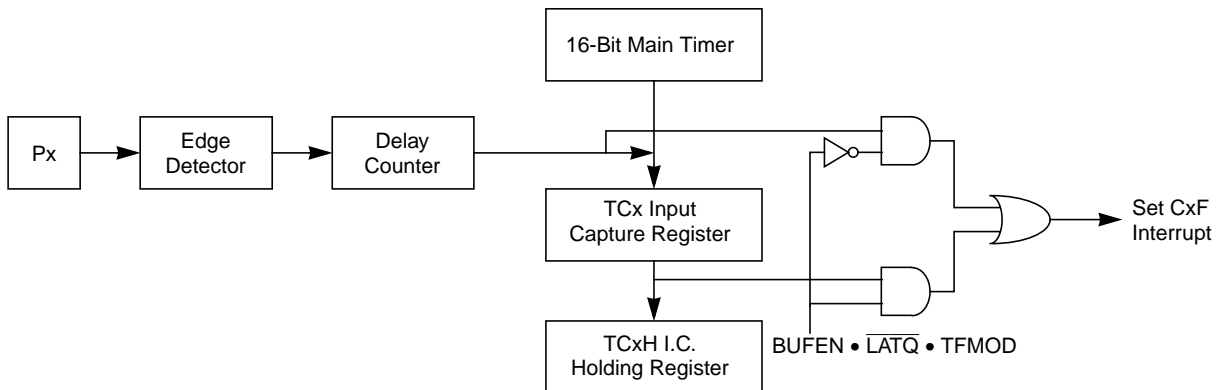 16-Bit Main Timer
Px
Edge
Detector
Delay
Counter
TCx Input
Capture Register
Set CxF
Interrupt
TCxH I.C.
Holding Register
BUFEN • L̅A̅T̅Q̅ • TFMOD